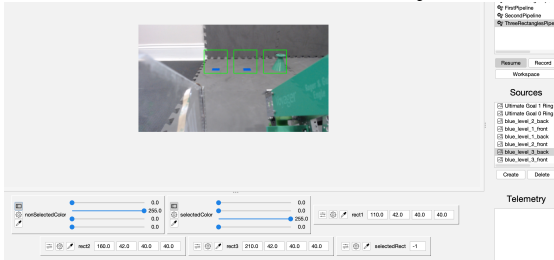 FirstPipeline
SecondPipeline
ThreeRectanglesPipe
Resume
Record
Workspace
Sources
Ultimate Goal 1 Ring
Ultimate Goal 0 Ring
blue_level_2_back
blue_level_1_front
blue_level_1_back
blue_level_2_front
blue_level_3_back
blue_level_3_front
Create
Delete
Telemetry
nonSelectedColor
0.0
255.0
0.0
0.0
selectedColor
0.0
0.0
255.0
0.0
rect1 110.0 42.0 40.0 40.0
rect2 160.0 42.0 40.0 40.0
rect3 210.0 42.0 40.0 40.0
selectedRect -1